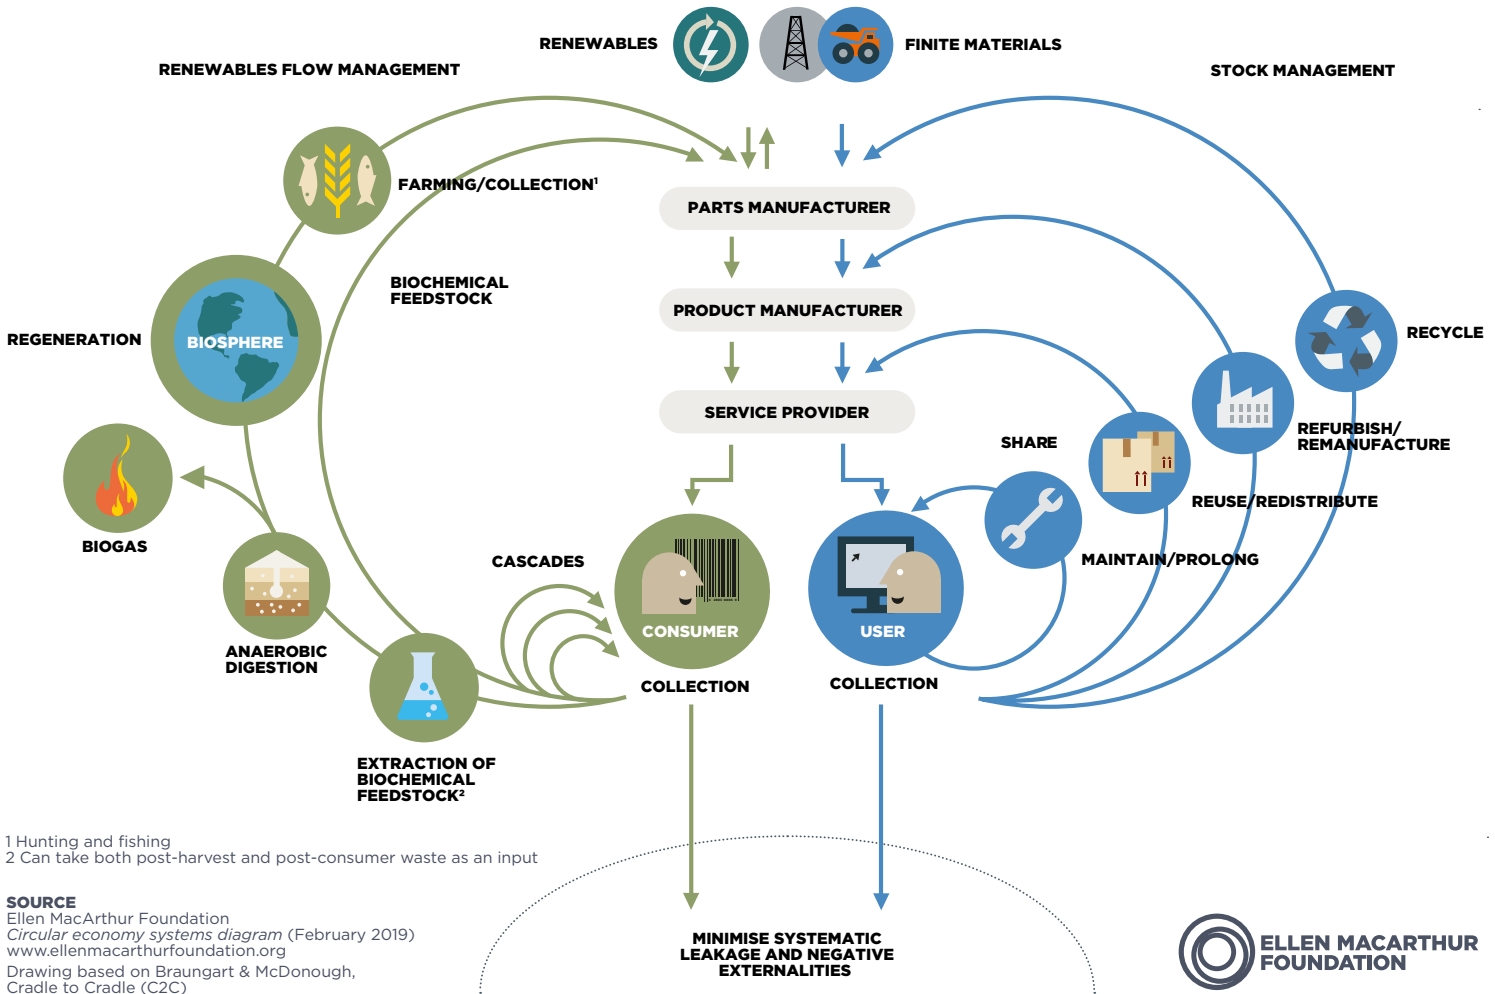 RENEWABLES
FINITE MATERIALS
RENEWABLES FLOW MANAGEMENT
STOCK MANAGEMENT
FARMING/COLLECTION¹
PARTS MANUFACTURER
BIOCHEMICAL
FEEDSTOCK
PRODUCT MANUFACTURER
REGENERATION
BIOSPHERE
RECYCLE
SERVICE PROVIDER
REFURBISH/
REMANUFACTURE
SHARE
REUSE/REDISTRIBUTE
BIOGAS
CASCADES
MAINTAIN/PROLONG
CONSUMER
USER
ANAEROBIC
DIGESTION
COLLECTION
COLLECTION
EXTRACTION OF
BIOCHEMICAL
FEEDSTOCK²
1 Hunting and fishing
2 Can take both post-harvest and post-consumer waste as an input
SOURCE
Ellen MacArthur Foundation
Circular economy systems diagram (February 2019)
www.ellenmacarthurfoundation.org
Drawing based on Braungart & McDonough,
Cradle to Cradle (C2C)
MINIMISE SYSTEMATIC
LEAKAGE AND NEGATIVE
EXTERNALITIES
ELLEN MACARTHUR
FOUNDATION